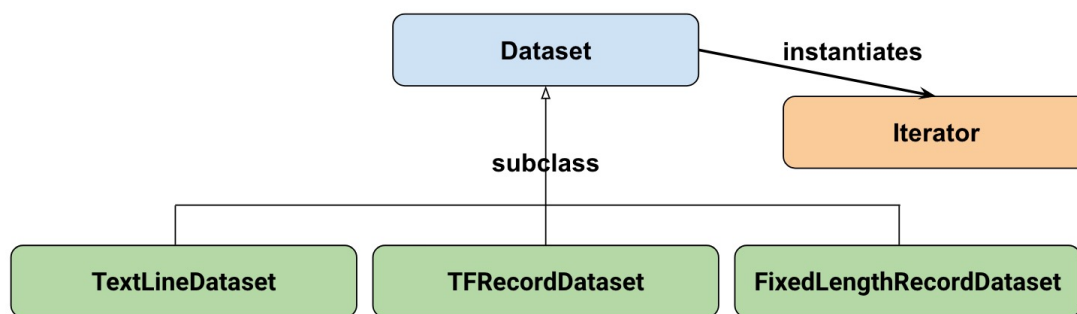 Dataset
instantiates
Iterator
subclass
TextLineDataset
TFRecordDataset
FixedLengthRecordDataset